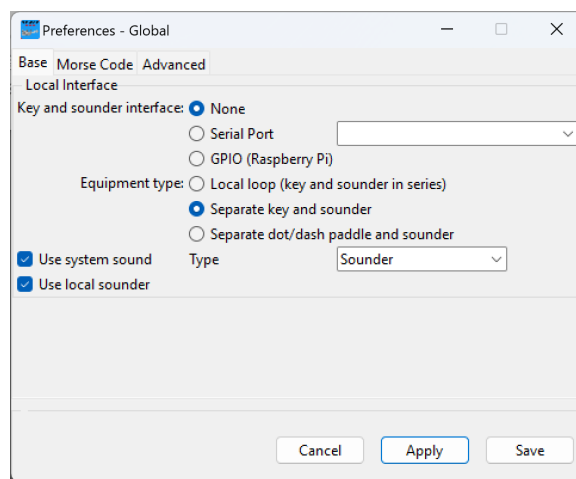 Preferences - Global
Base Morse Code Advanced
Local Interface
Key and sounder interface: None
Serial Port
GPIO (Raspberry Pi)
Equipment type: Local loop (key and sounder in series)
Separate key and sounder
Separate dot/dash paddle and sounder
Use system sound Type Sounder
Use local sounder
Cancel Apply Save